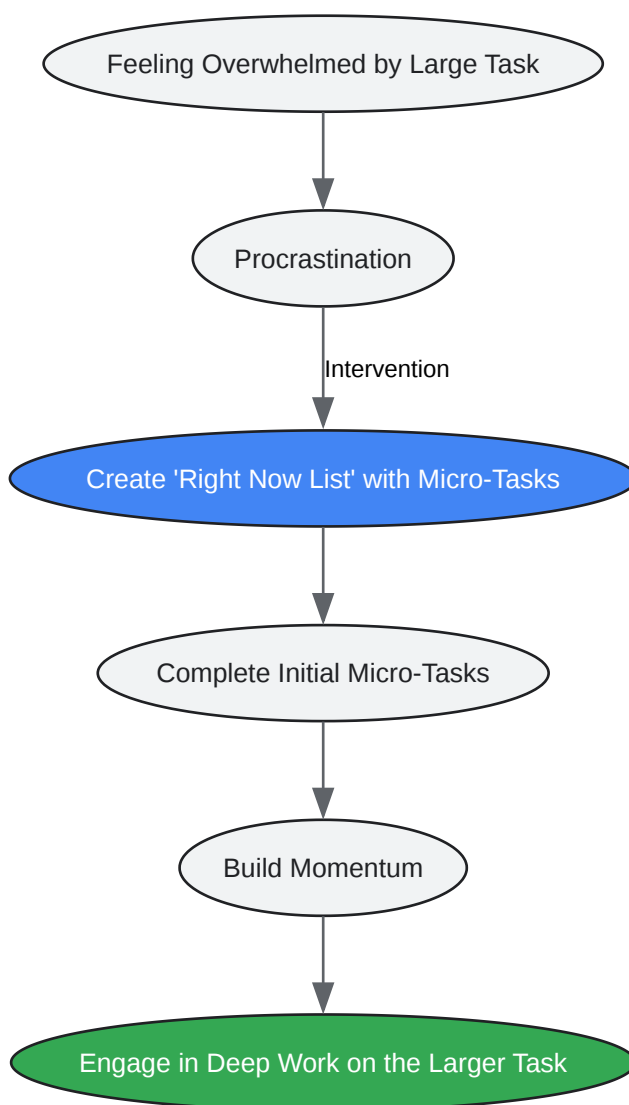 Feeling Overwhelmed by Large Task
Procrastination
Intervention
Create 'Right Now List' with Micro-Tasks
Complete Initial Micro-Tasks
Build Momentum
Engage in Deep Work on the Larger Task